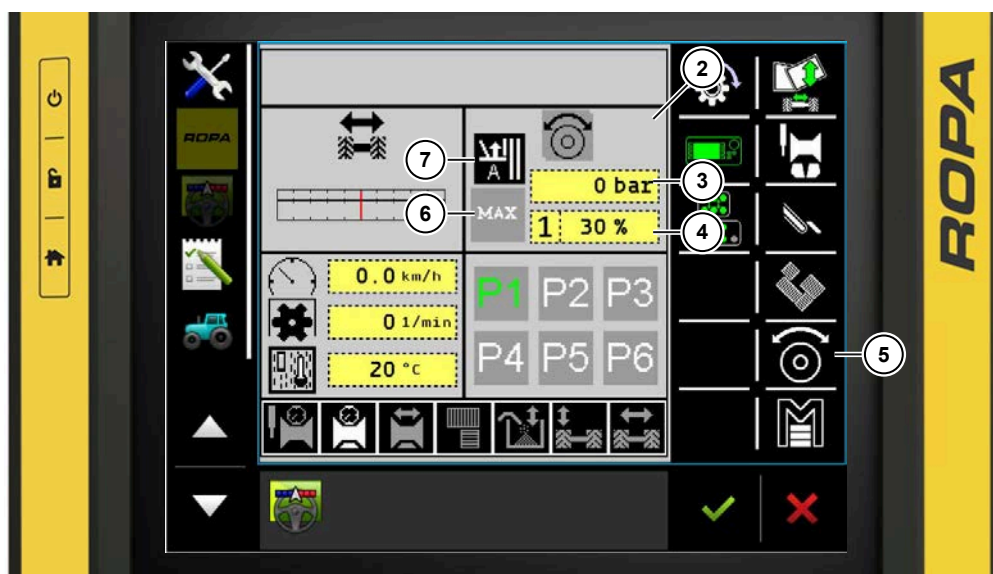 ROPA
ROPA
2
7
3
0 bar
6
MAX
1 30 %
4
A
0.0 km/h
0 1/min
20 °C
P1 P2 P3
P4 P5 P6
5